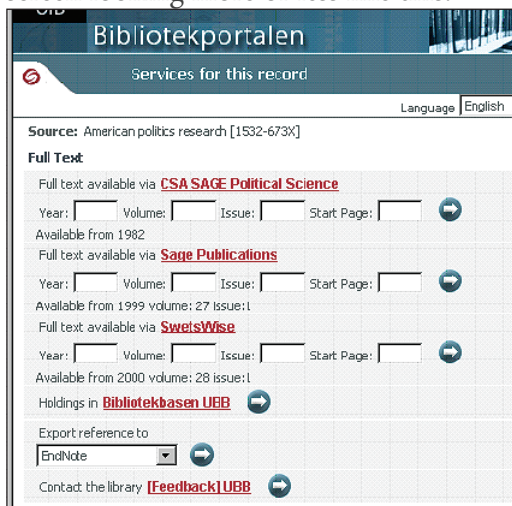 Bibliotekportalen
Services for this record
Language English
Source: American politics research [1532-673X]
Full Text
Full text available via CSA SAGE Political Science
Year: Volume: Issue: Start Page:
Available from 1982
Full text available via Sage Publications
Year: Volume: Issue: Start Page:
Available from 1999 volume: 27 issue:1
Full text available via SwetsWise
Year: Volume: Issue: Start Page:
Available from 2000 volume: 28 issue:1
Holdings in Bibliotekbasen UBB
Export reference to
EndNote
Contact the library [Feedback] UBB